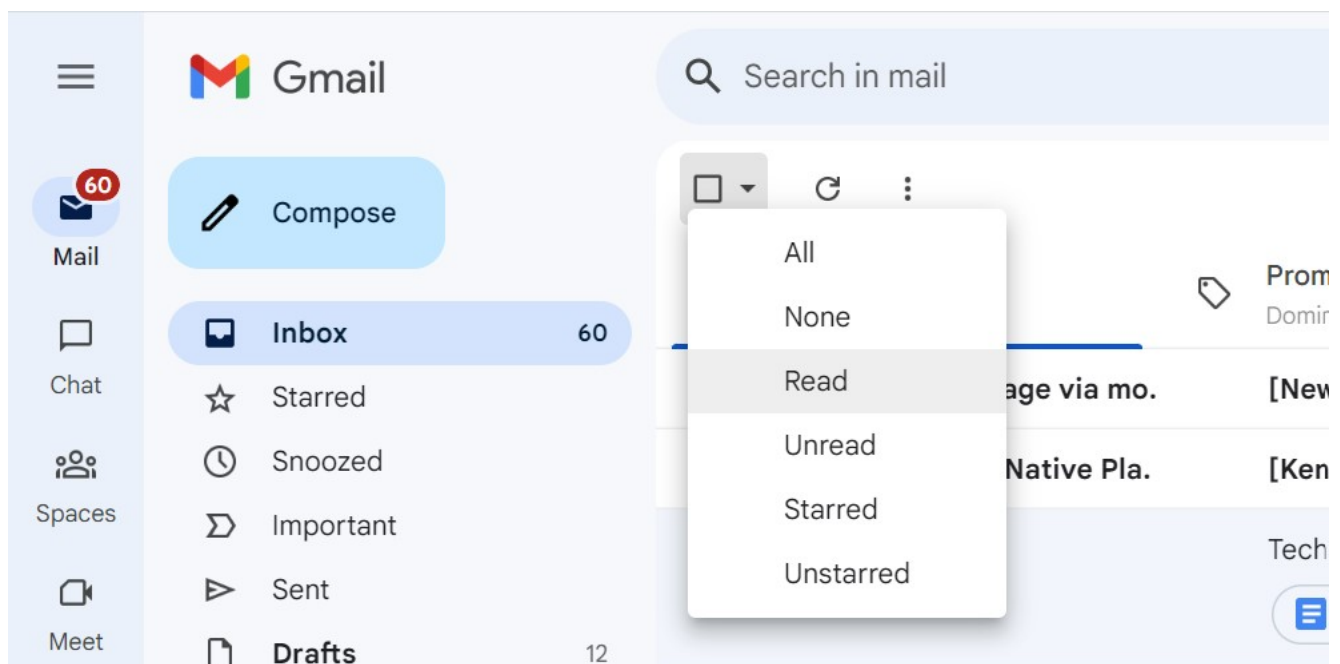 Gmail
Search in mail
60
Mail
Compose
Chat
Spaces
Meet
Inbox 60
Starred
Snoozed
Important
Sent
Drafts 12
All
None
Read
Unread
Starred
Unstarred
Prom
Domin
age via mo. [New
Native Pla. [Ken
Tech